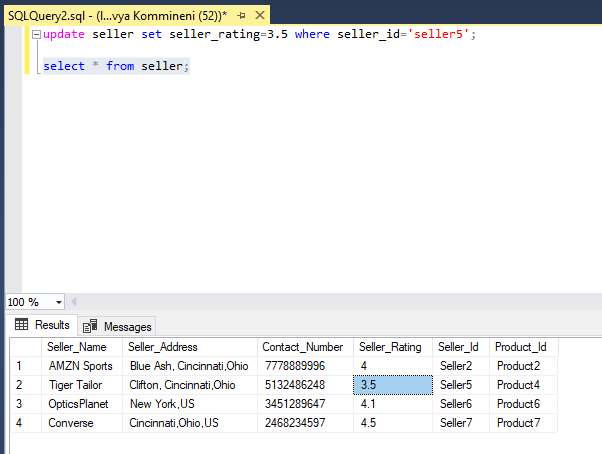 SQLQuery2.sql - (l...vya Kommineni (52))*
update seller set seller_rating=3.5 where seller_id='seller5';
select * from seller;
100 %
Results Messages
Seller_Name Seller_Address Contact_Number Seller_Rating Seller_Id Product_Id
1 AMZN Sports Blue Ash, Cincinnati,Ohio 7778889996 4 Seller2 Product2
2 Tiger Tailor Clifton, Cincinnati,Ohio 5132486248 3.5 Seller5 Product4
3 OpticsPlanet New York,US 3451289647 4.1 Seller6 Product6
4 Converse Cincinnati,Ohio,US 2468234597 4.5 Seller7 Product7